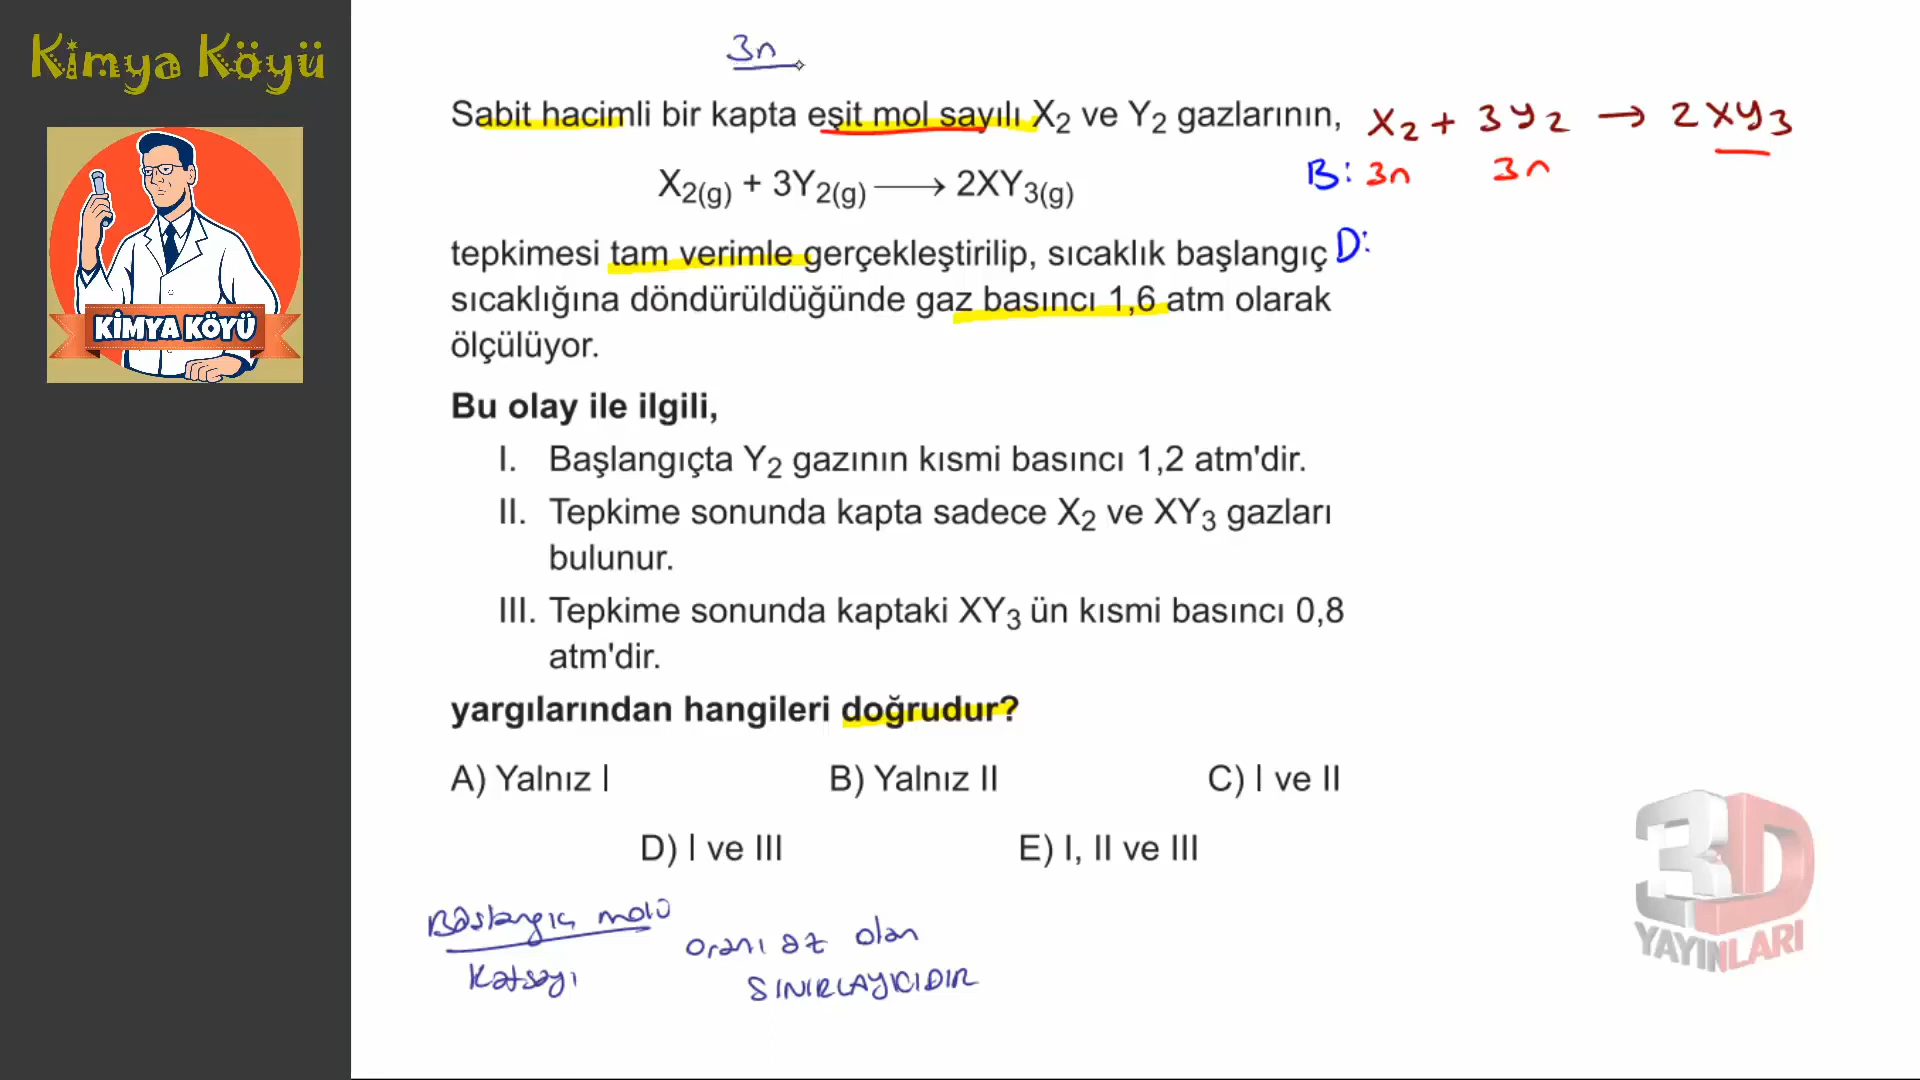 Kimya Köyü
KİMYA KÖYÜ
3n
Sabit hacimli bir kapta eşit mol sayılı X₂ ve Y₂ gazlarının,
X₂(g) + 3Y₂(g) ⟶ 2XY₃(g)
tepkimesi tam verimle gerçekleştirilip, sıcaklık başlangıç
sıcaklığına döndürüldüğünde gaz basıncı 1,6 atm olarak
ölçülüyor.
X₂ + 3Y₂ → 2XY₃
B: 3n 3n
D:
Bu olay ile ilgili,
I. Başlangıçta Y₂ gazının kısmi basıncı 1,2 atm'dir.
II. Tepkime sonunda kapta sadece X₂ ve XY₃ gazları
bulunur.
III. Tepkime sonunda kaptaki XY₃ ün kısmi basıncı 0,8
atm'dir.
yargılarından hangileri doğrudur?
A) Yalnız I B) Yalnız II C) I ve II
D) I ve III E) I, II ve III
Başlangıç molü
Katsayı
oranı az olan
SINIRLAYICIDIR
3D
YAYINLARI